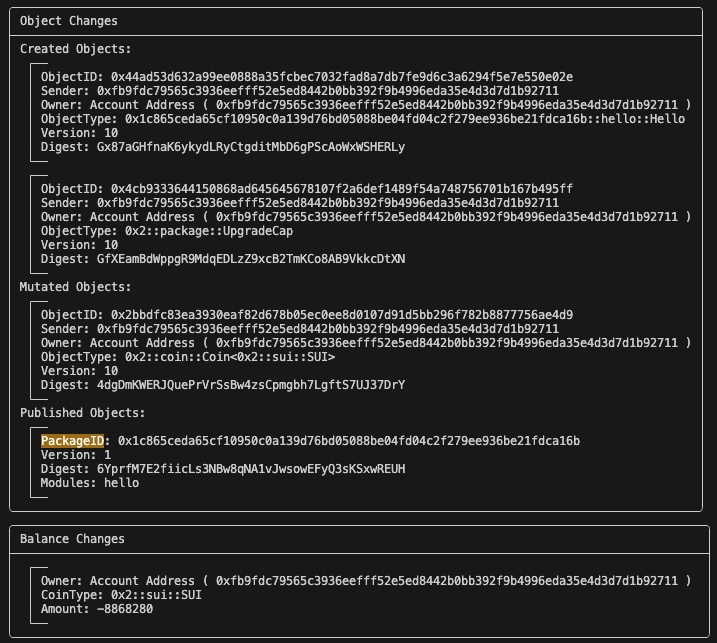 Object Changes
Created Objects:
ObjectID: 0x44ad53d632a99ee0888a35fcbec7032fad8a7db7fe9d6c3a6294f5e7e550e02e
Sender: 0xfb9fdc79565c3936eefff52e5ed8442b0bb392f9b4996eda35e4d3d7d1b92711
Owner: Account Address ( 0xfb9fdc79565c3936eefff52e5ed8442b0bb392f9b4996eda35e4d3d7d1b92711 )
ObjectType: 0x1c865ceda65cf10950c0a139d76bd05088be04fd04c2f279ee936be21fdca16b::hello::Hello
Version: 10
Digest: Gx87aGHfnaK6ykydLRyCtgditMbD6gPScAoWxWSHERLy
ObjectID: 0x4cb9333644150868ad645645678107f2a6def1489f54a748756701b167b495ff
Sender: 0xfb9fdc79565c3936eefff52e5ed8442b0bb392f9b4996eda35e4d3d7d1b92711
Owner: Account Address ( 0xfb9fdc79565c3936eefff52e5ed8442b0bb392f9b4996eda35e4d3d7d1b92711 )
ObjectType: 0x2::package::UpgradeCap
Version: 10
Digest: GfXEamBdWppgR9MdqEDLzZ9xcB2TmKCo8AB9VkkcDtXN
Mutated Objects:
ObjectID: 0x2bbdfc83ea3930eaf82d678b05ec0ee8d0107d91d5bb296f782b8877756ae4d9
Sender: 0xfb9fdc79565c3936eefff52e5ed8442b0bb392f9b4996eda35e4d3d7d1b92711
Owner: Account Address ( 0xfb9fdc79565c3936eefff52e5ed8442b0bb392f9b4996eda35e4d3d7d1b92711 )
ObjectType: 0x2::coin::Coin<0x2::sui::SUI>
Version: 10
Digest: 4dgDmKWERJQuePrVrSsBw4zsCpmgbh7LgftS7UJ37DrY
Published Objects:
PackageID: 0x1c865ceda65cf10950c0a139d76bd05088be04fd04c2f279ee936be21fdca16b
Version: 1
Digest: 6YprfM7E2fiicLs3NBw8qNA1vJwsowEFyQ3sKSxwREUH
Modules: hello
Balance Changes
Owner: Account Address ( 0xfb9fdc79565c3936eefff52e5ed8442b0bb392f9b4996eda35e4d3d7d1b92711 )
CoinType: 0x2::sui::SUI
Amount: -8868280